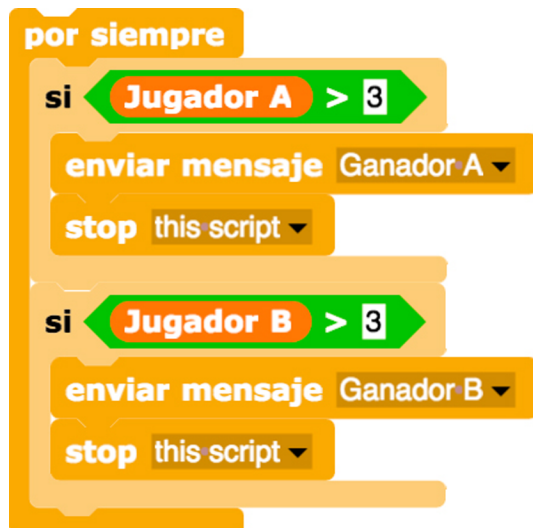 por siempre
si Jugador A > 3
enviar mensaje Ganador A
stop this script
si Jugador B > 3
enviar mensaje Ganador B
stop this script